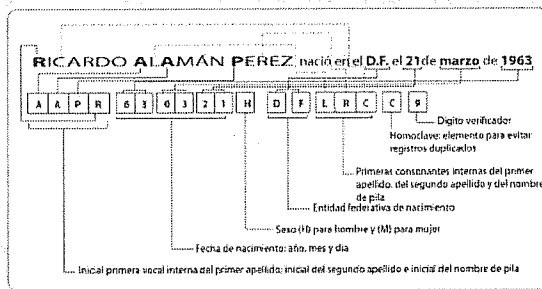 RICARDO ALAMÁN PEREZ nació en el D.F. el 21 de marzo de 1963
A A P R 6 3 0 3 2 1 H D F L R C C 9
Digito verificador
Homoclave: elemento para evitar
registros duplicados
Primeras consonantes internas del primer
apellido, del segundo apellido y del nombre
de pila
Entidad federativa de nacimiento
Sexo (H) para hombre y (M) para mujer
Fecha de nacimiento: año, mes y dia
Inicial primera vocal interna del primer apellido; inicial del segundo apellido e inicial del nombre de pila